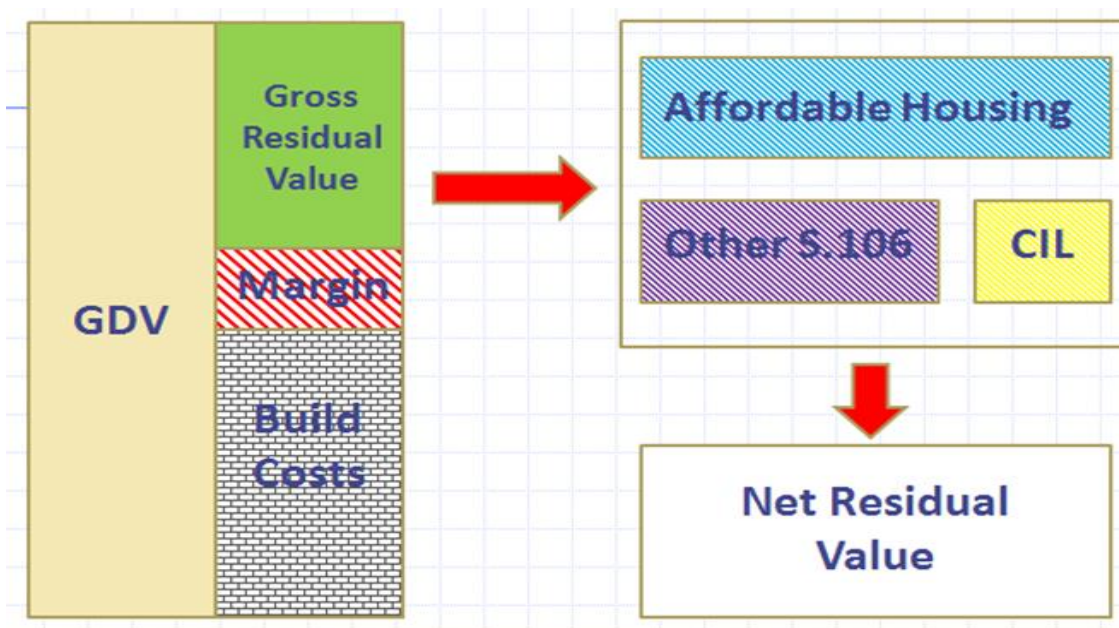 GDV
Gross
Residual
Value
Margin
Build
Costs
Affordable Housing
Other S.106
CIL
Net Residual
Value